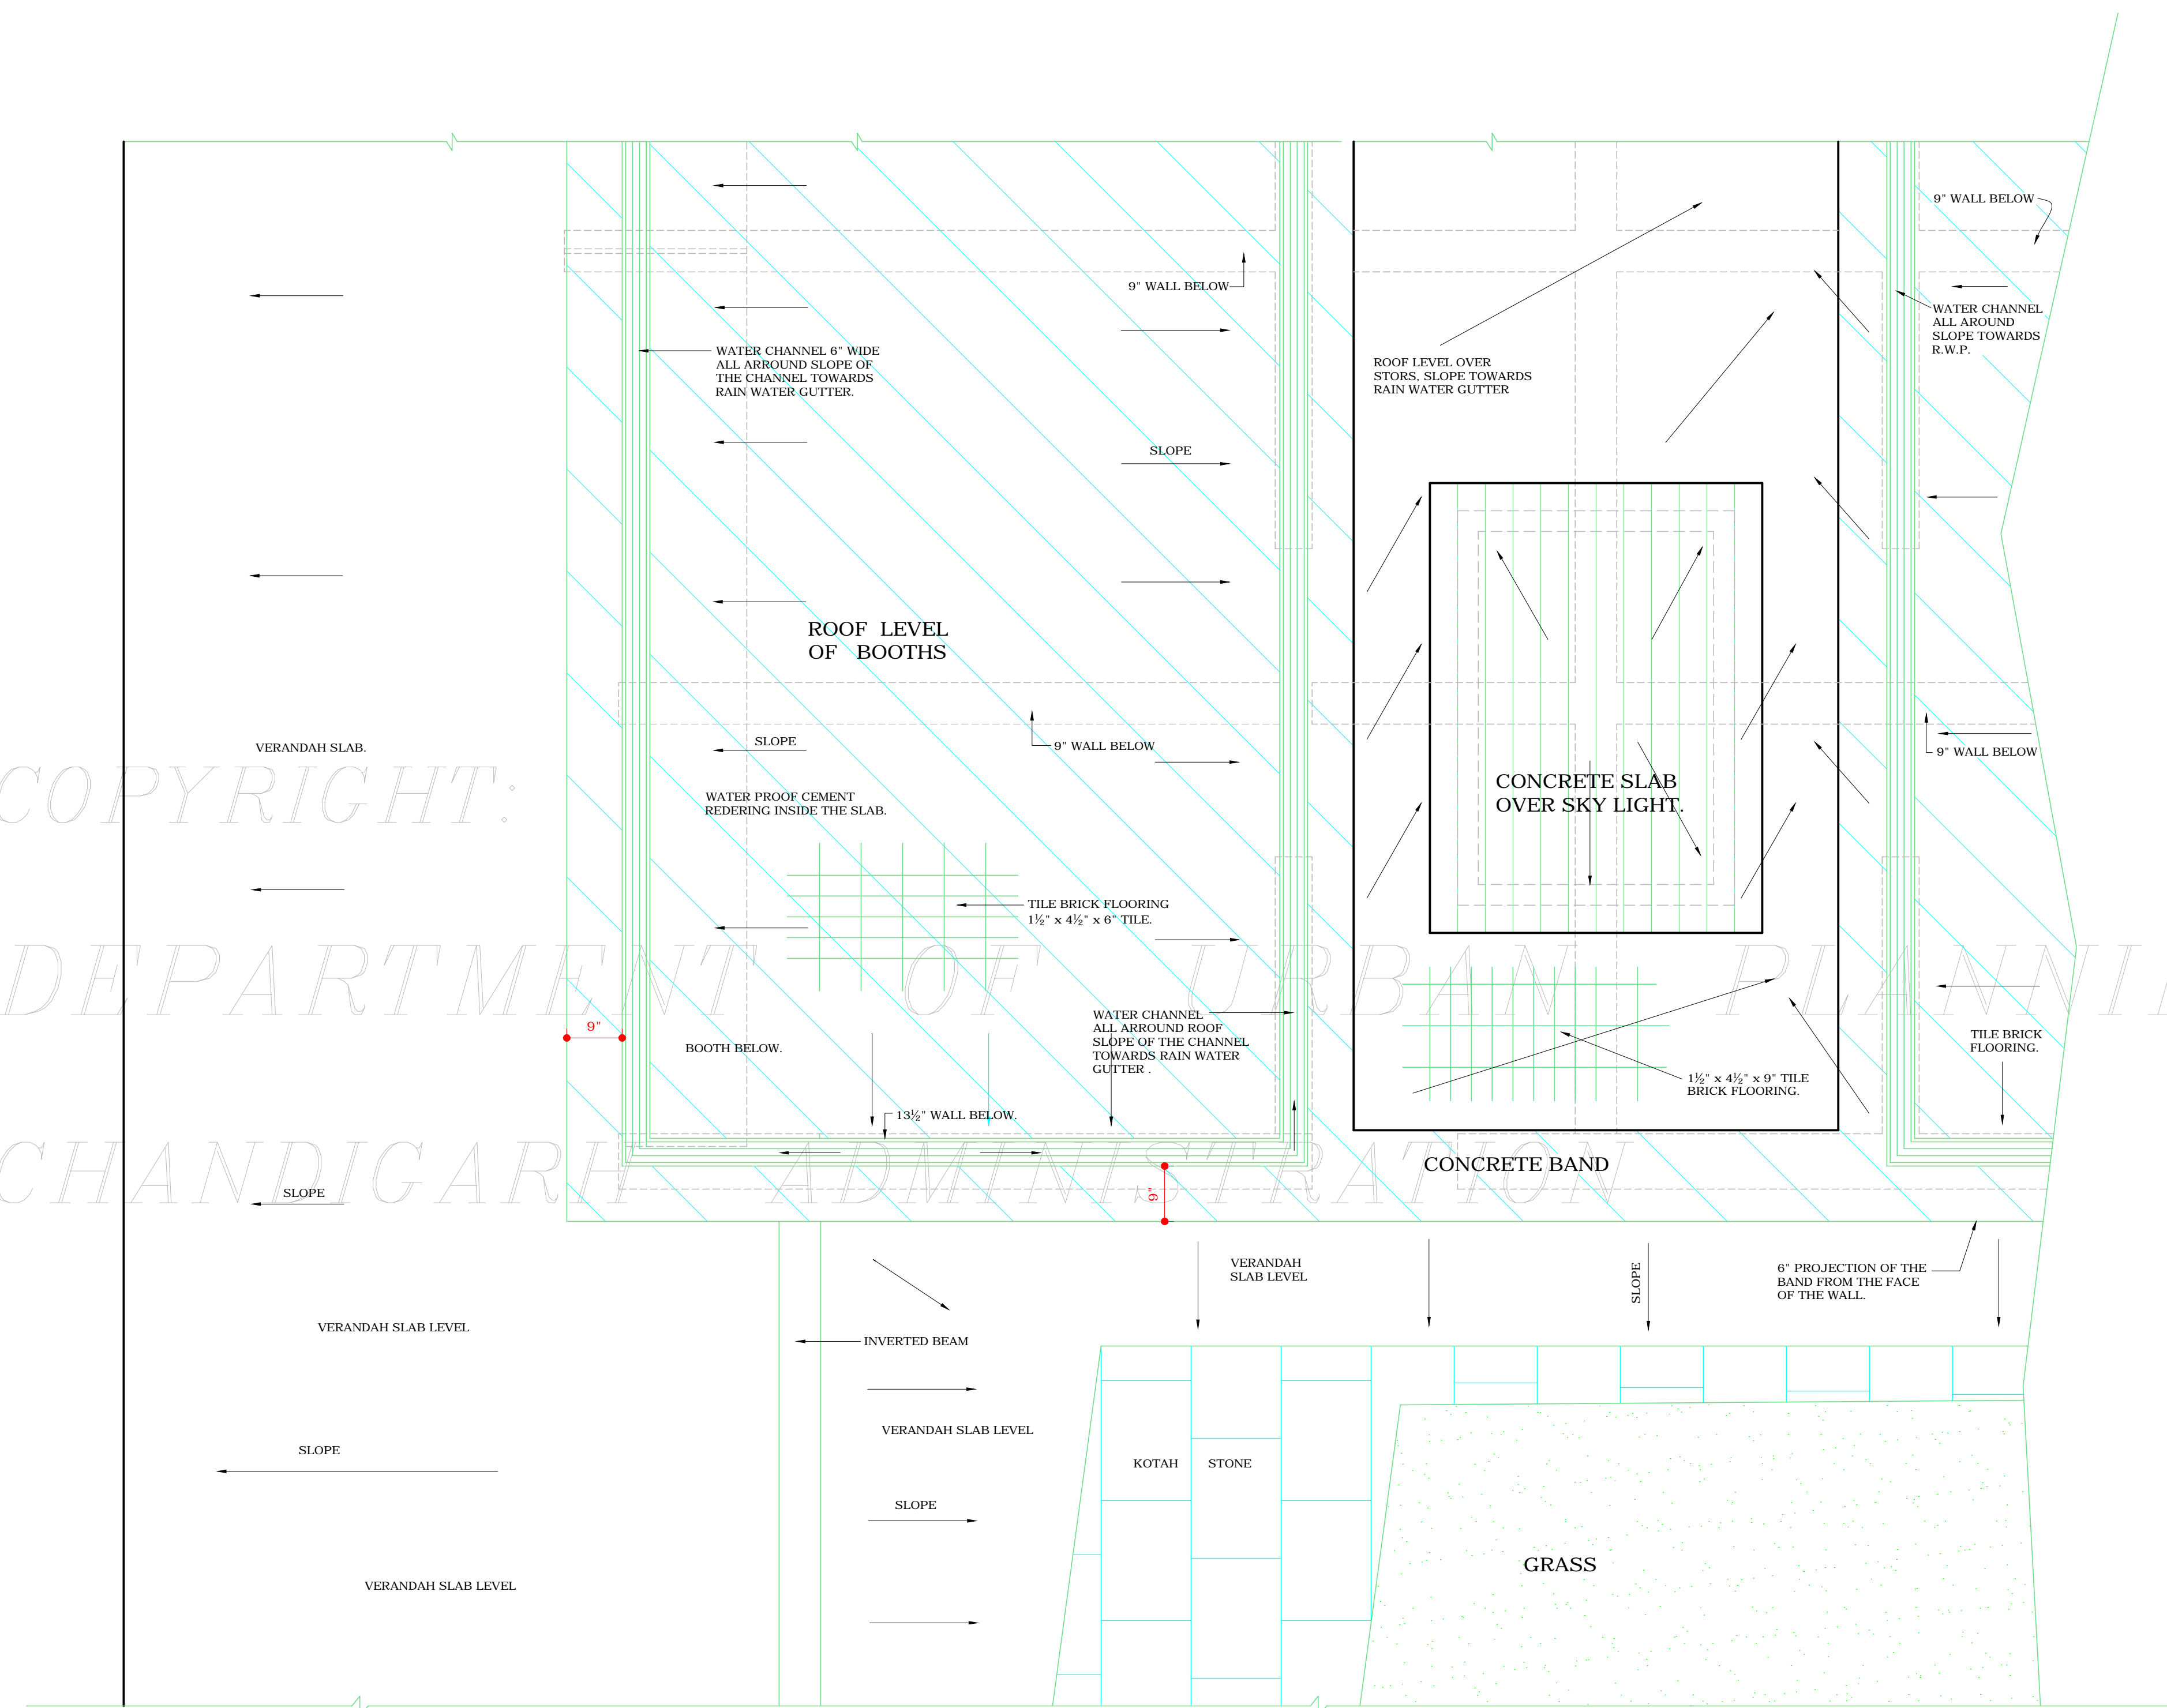 9" WALL BELOW
9" WALL BELOW
WATER CHANNEL
ALL AROUND
SLOPE TOWARDS
R.W.P.
WATER CHANNEL 6" WIDE
ALL ARROUND SLOPE OF
THE CHANNEL TOWARDS
RAIN WATER GUTTER.
ROOF LEVEL OVER
STORS, SLOPE TOWARDS
RAIN WATER GUTTER
SLOPE
ROOF LEVEL
OF BOOTHS
VERANDAH SLAB.
SLOPE
9" WALL BELOW
9" WALL BELOW
CONCRETE SLAB
OVER SKY LIGHT.
WATER PROOF CEMENT
REDERING INSIDE THE SLAB.
COPYRIGHT:
TILE BRICK FLOORING
1½" x 4½" x 6" TILE.
DEPARTMENT OF URBAN
WATER CHANNEL
ALL ARROUND ROOF
SLOPE OF THE CHANNEL
TOWARDS RAIN WATER
GUTTER .
9"
BOOTH BELOW.
TILE BRICK
FLOORING.
1½" x 4½" x 9" TILE
BRICK FLOORING.
13½" WALL BELOW.
CHANDIGARH ADMINISTRATION
CONCRETE BAND
SLOPE
9"
VERANDAH
SLAB LEVEL
SLOPE
6" PROJECTION OF THE
BAND FROM THE FACE
OF THE WALL.
VERANDAH SLAB LEVEL
INVERTED BEAM
VERANDAH SLAB LEVEL
SLOPE
KOTAH STONE
SLOPE
GRASS
VERANDAH SLAB LEVEL